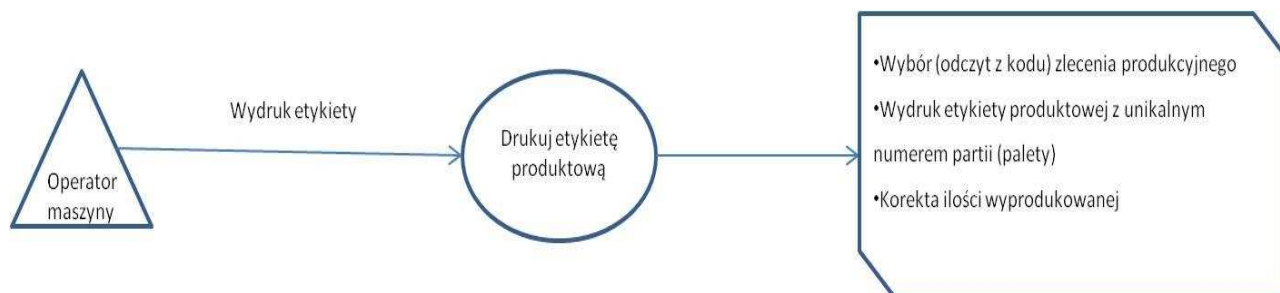 Operator
maszyny
Wydruk etykiety
Drukuj etykietę
produktową
•Wybór (odczyt z kodu) zlecenia produkcyjnego
•Wydruk etykiety produktowej z unikalnym
numerem partii (palety)
•Korekta ilości wyprodukowanej